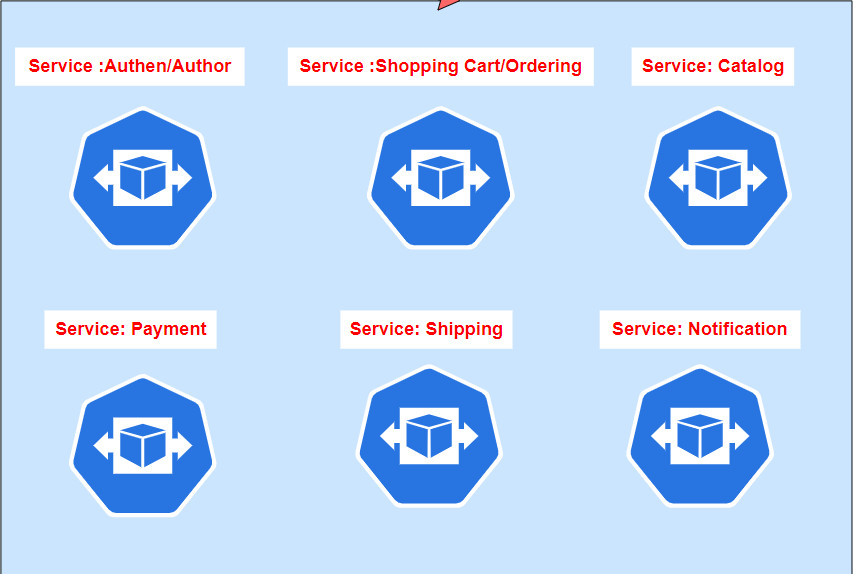 Service :Authen/Author
Service :Shopping Cart/Ordering
Service: Catalog
Service: Payment
Service: Shipping
Service: Notification